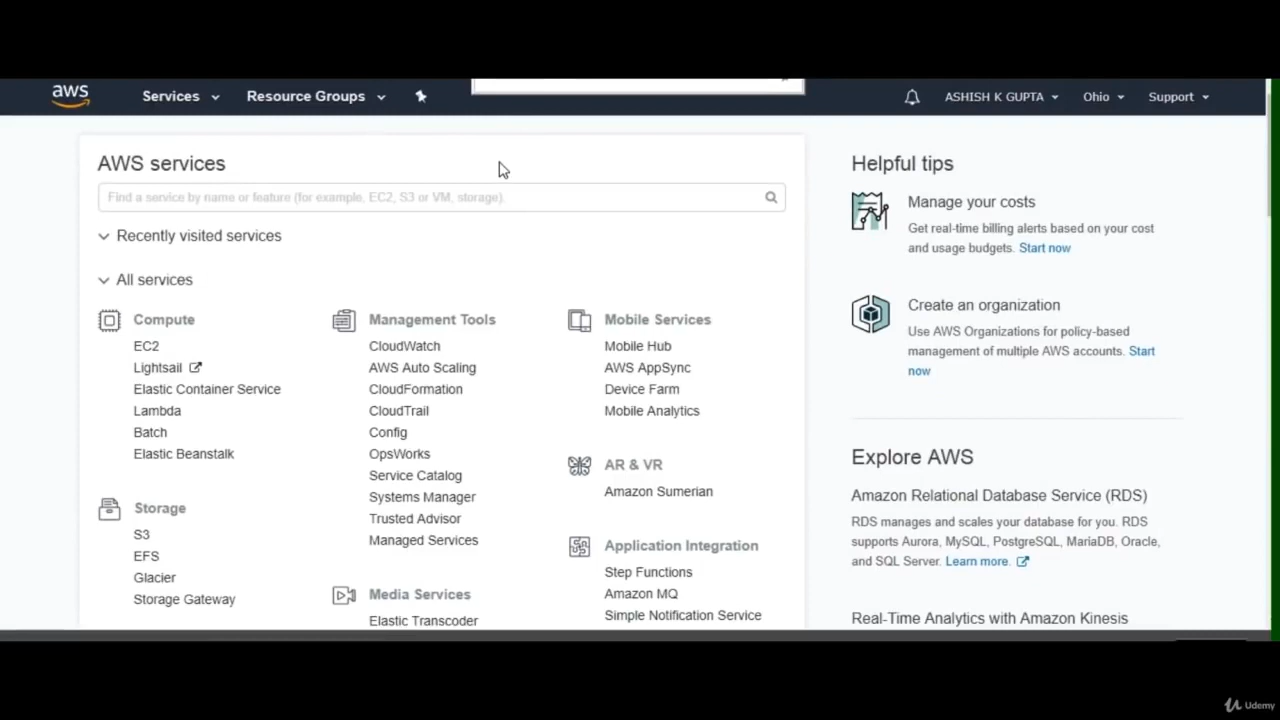 aws
Services
Resource Groups
ASHISH K GUPTA
Ohio
Support
AWS services
Find a service by name or feature (for example, EC2, S3 or VM, storage).
Recently visited services
All services
Compute
EC2
Lightsail
Elastic Container Service
Lambda
Batch
Elastic Beanstalk
Storage
S3
EFS
Glacier
Storage Gateway
Management Tools
CloudWatch
AWS Auto Scaling
CloudFormation
CloudTrail
Config
OpsWorks
Service Catalog
Systems Manager
Trusted Advisor
Managed Services
Media Services
Elastic Transcoder
Mobile Services
Mobile Hub
AWS AppSync
Device Farm
Mobile Analytics
AR & VR
Amazon Sumerian
Application Integration
Step Functions
Amazon MQ
Simple Notification Service
Helpful tips
Manage your costs
Get real-time billing alerts based on your cost
and usage budgets. Start now
Create an organization
Use AWS Organizations for policy-based
management of multiple AWS accounts. Start
now
Explore AWS
Amazon Relational Database Service (RDS)
RDS manages and scales your database for you. RDS
supports Aurora, MySQL, PostgreSQL, MariaDB, Oracle,
and SQL Server. Learn more.
Real-Time Analytics with Amazon Kinesis
Udemy